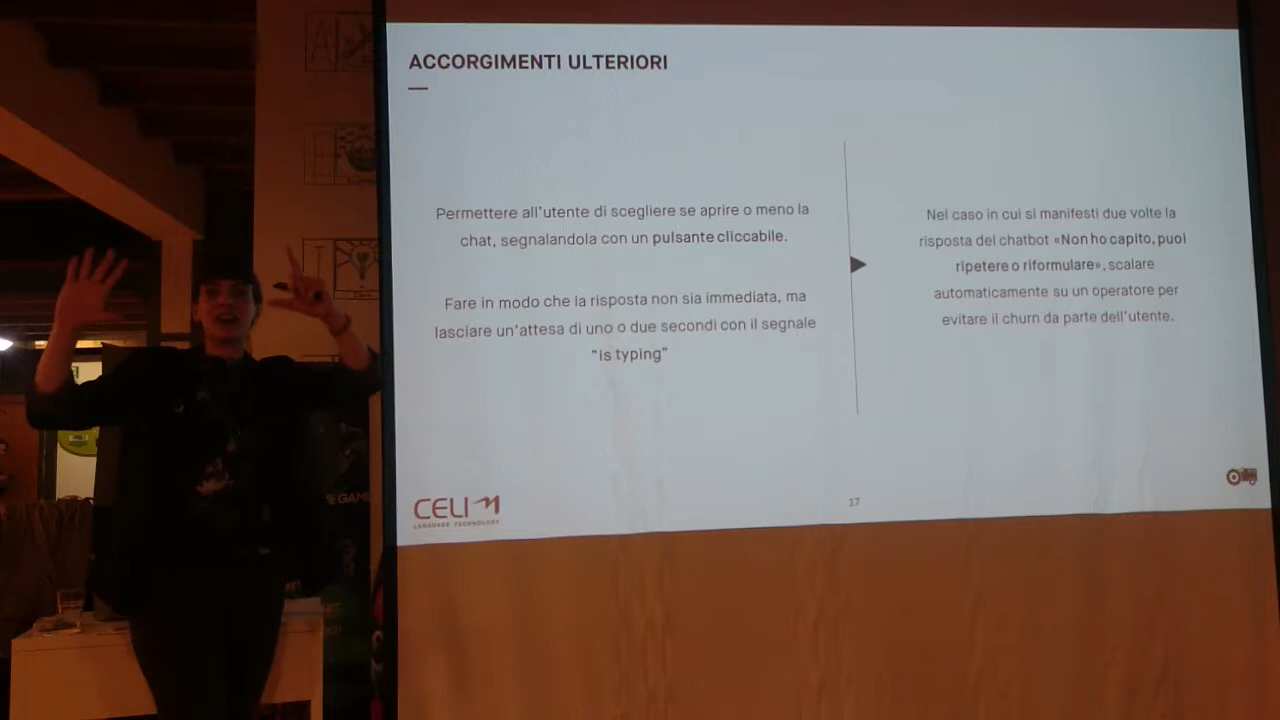 ACCORGIMENTI ULTERIORI
Permettere all'utente di scegliere se aprire o meno la
chat, segnalandola con un pulsante cliccabile.
Fare in modo che la risposta non sia immediata, ma
lasciare un'attesa di uno o due secondi con il segnale
"is typing"
Nel caso in cui si manifesti due volte la
risposta del chatbot «Non ho capito, puoi
ripetere o riformulare», scalare
automaticamente su un operatore per
evitare il churn da parte dell'utente.
CELI
LANGUAGE TECHNOLOGY
17